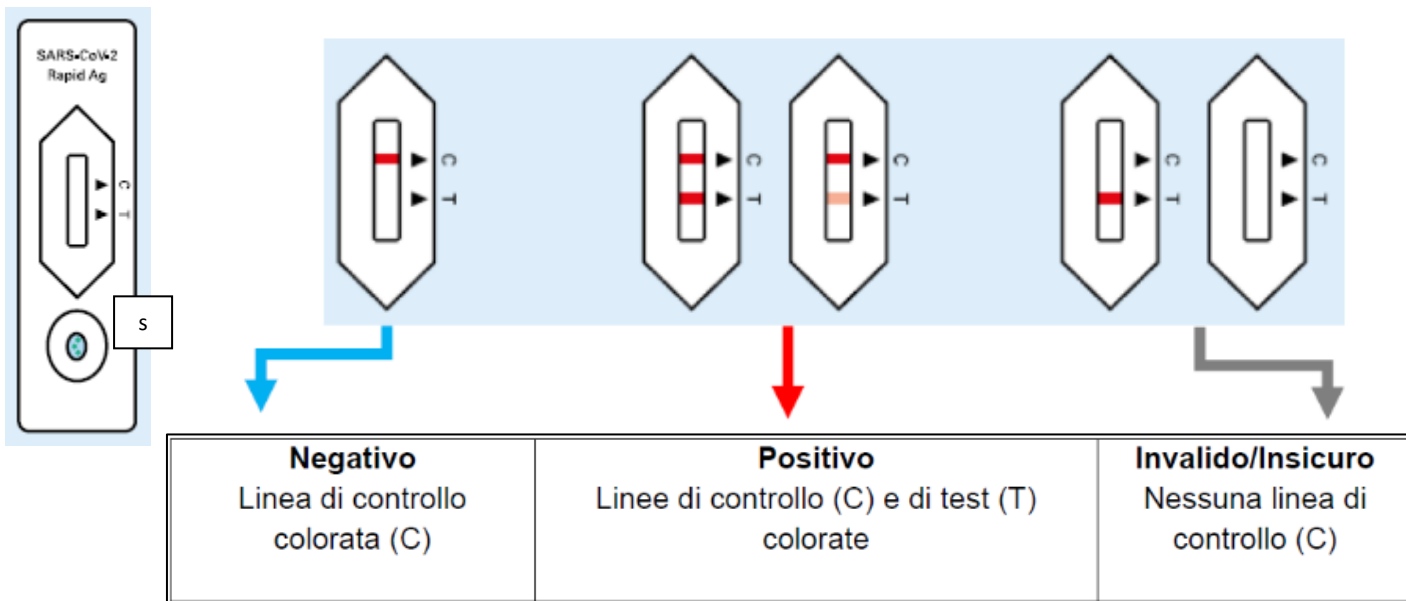 SARS-CoV-2
Rapid Ag
C
T
s
C
T
C
T
C
T
C
T
C
T
Negativo
Linea di controllo
colorata (C)
Positivo
Linee di controllo (C) e di test (T)
colorate
Invalido/Insicuro
Nessuna linea di
controllo (C)